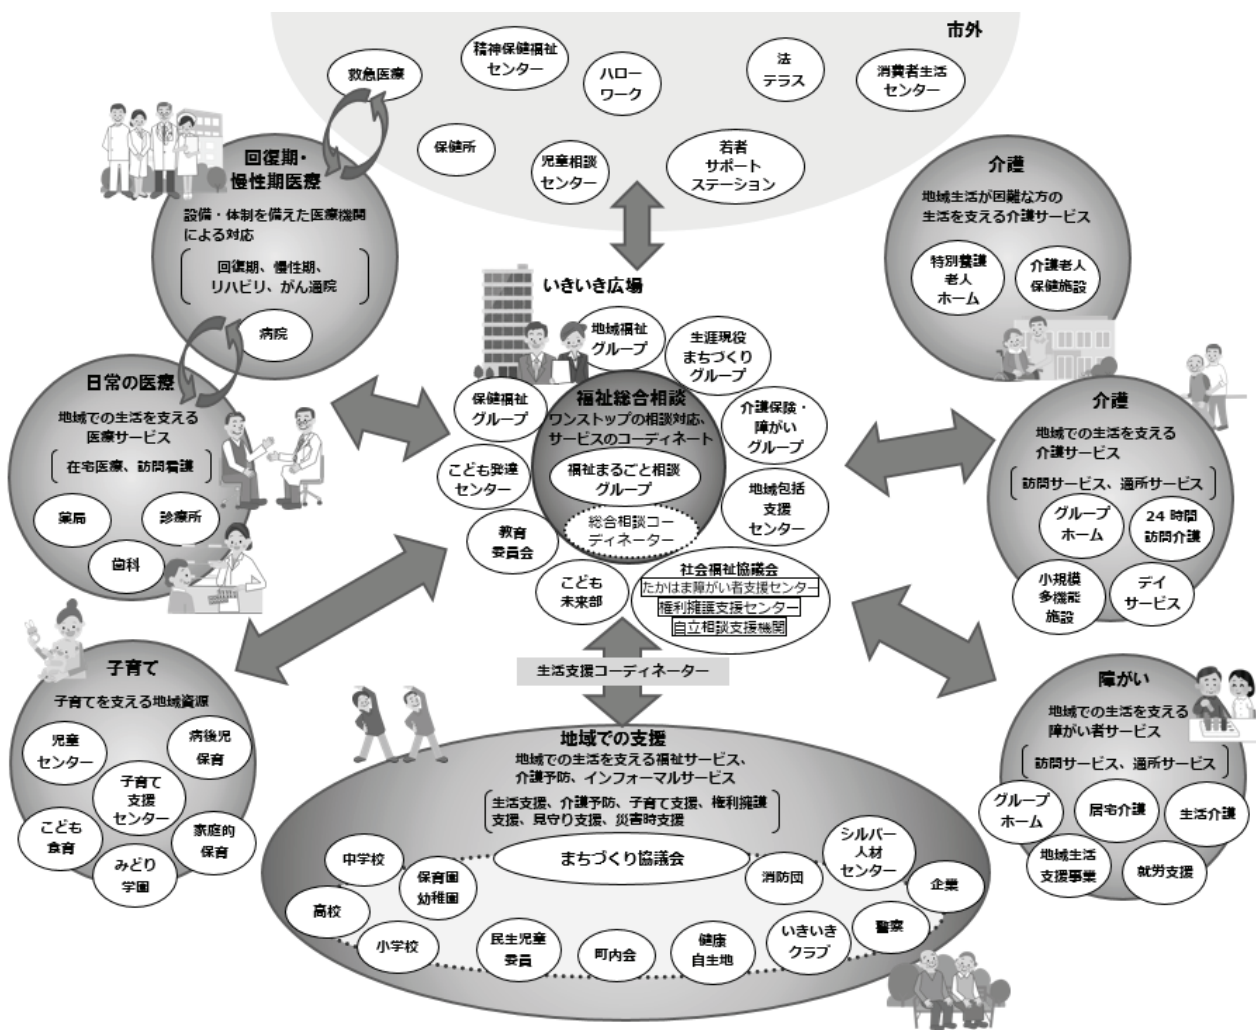 市外
救急医療
精神保健福祉
センター
ハロー
ワーク
法
テラス
消費者生活
センター
保健所
児童相談
センター
若者
サポート
ステーション
回復期・
慢性期医療
設備・体制を備えた医療機関
による対応
回復期、慢性期、
リハビリ、がん通院
病院
日常の医療
地域での生活を支える
医療サービス
在宅医療、訪問看護
薬局
診療所
歯科
いきいき広場
地域福祉
グループ
生涯現役
まちづくり
グループ
保健福祉
グループ
介護保険・
障がい
グループ
こども発達
センター
地域包括
支援
センター
教育
委員会
こども
未来部
福祉総合相談
ワンストップの相談対応、
サービスのコーディネート
福祉まるごと相談
グループ
総合相談コー
ディネーター
社会福祉協議会
たかはま障がい者支援センター
権利擁護支援センター
自立相談支援機関
介護
地域生活が困難な方の
生活を支える介護サービス
特別養護
老人
ホーム
介護老人
保健施設
介護
地域での生活を支える
介護サービス
訪問サービス、通所サービス
グループ
ホーム
24 時間
訪問介護
小規模
多機能
施設
デイ
サービス
子育て
子育てを支える地域資源
児童
センター
病後児
保育
子育て
支援
センター
こども
食育
家庭的
保育
みどり
学園
生活支援コーディネーター
地域での支援
地域での生活を支える福祉サービス、
介護予防、インフォーマルサービス
生活支援、介護予防、子育て支援、権利擁護
支援、見守り支援、災害時支援
まちづくり協議会
中学校
保育園
幼稚園
高校
小学校
民生児童
委員
町内会
健康
自生地
いきいき
クラブ
消防団
シルバー
人材
センター
企業
警察
障がい
地域での生活を支える
障がい者サービス
訪問サービス、通所サービス
グループ
ホーム
居宅介護
生活介護
地域生活
支援事業
就労支援